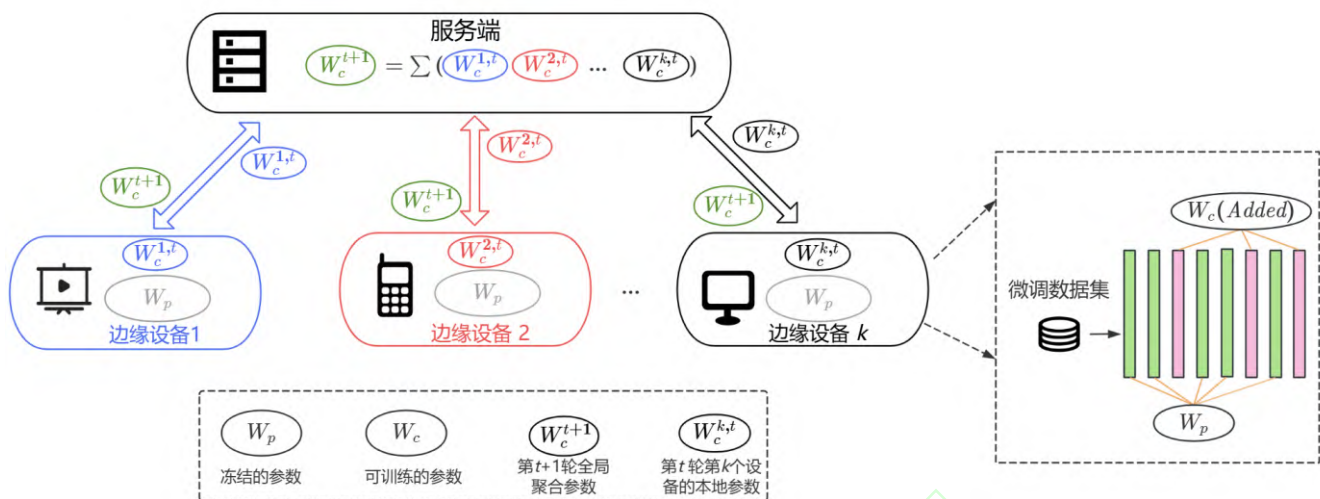 服务端
W_c^{t+1} = ∑ (W_c^{1,t} W_c^{2,t} ... W_c^{k,t})
W_c^{t+1}
W_c^{1,t}
W_c^{t+1}
W_c^{2,t}
W_c^{t+1}
W_c^{k,t}
W_c^{1,t}
W_p
边缘设备1
W_c^{2,t}
W_p
边缘设备 2
...
W_c^{k,t}
W_p
边缘设备 k
W_c(Added)
微调数据集
W_p
W_p
冻结的参数
W_c
可训练的参数
W_c^{t+1}
第t+1轮全局
聚合参数
W_c^{k,t}
第t 轮第k个设
备的本地参数